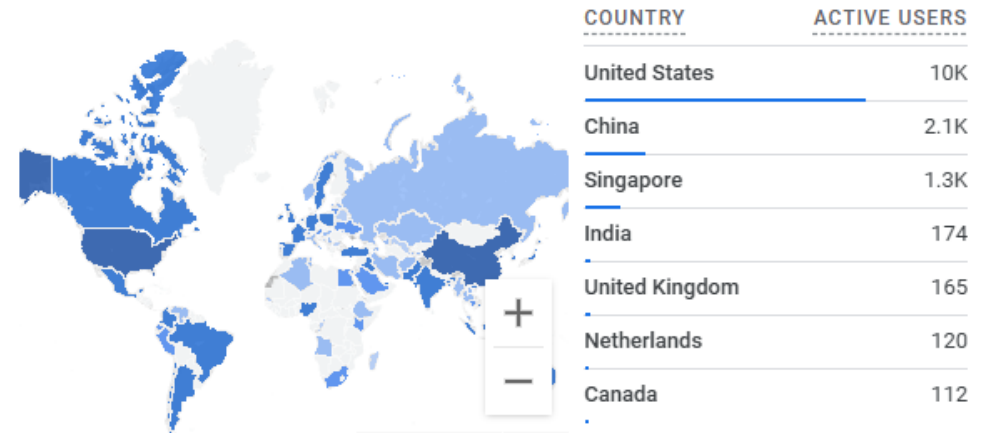 COUNTRY ACTIVE USERS
United States 10K
China 2.1K
Singapore 1.3K
India 174
United Kingdom 165
Netherlands 120
Canada 112
+
−